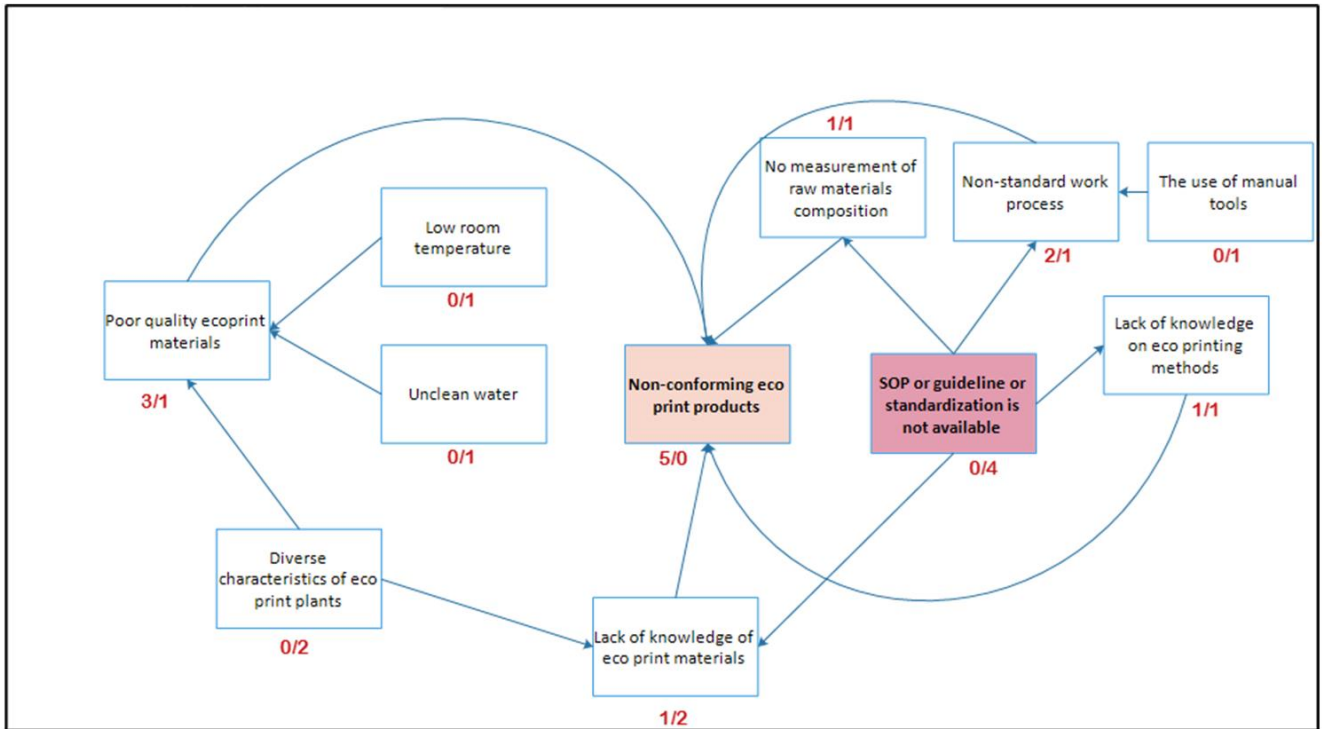 1/1
No measurement of
raw materials
composition
Non-standard work
process
2/1
The use of manual
tools
0/1
Low room
temperature
0/1
Poor quality ecoprint
materials
3/1
Unclean water
0/1
Non-conforming eco
print products
5/0
SOP or guideline or
standardization is
not available
0/4
Lack of knowledge
on eco printing
methods
1/1
Diverse
characteristics of eco
print plants
0/2
Lack of knowledge of
eco print materials
1/2